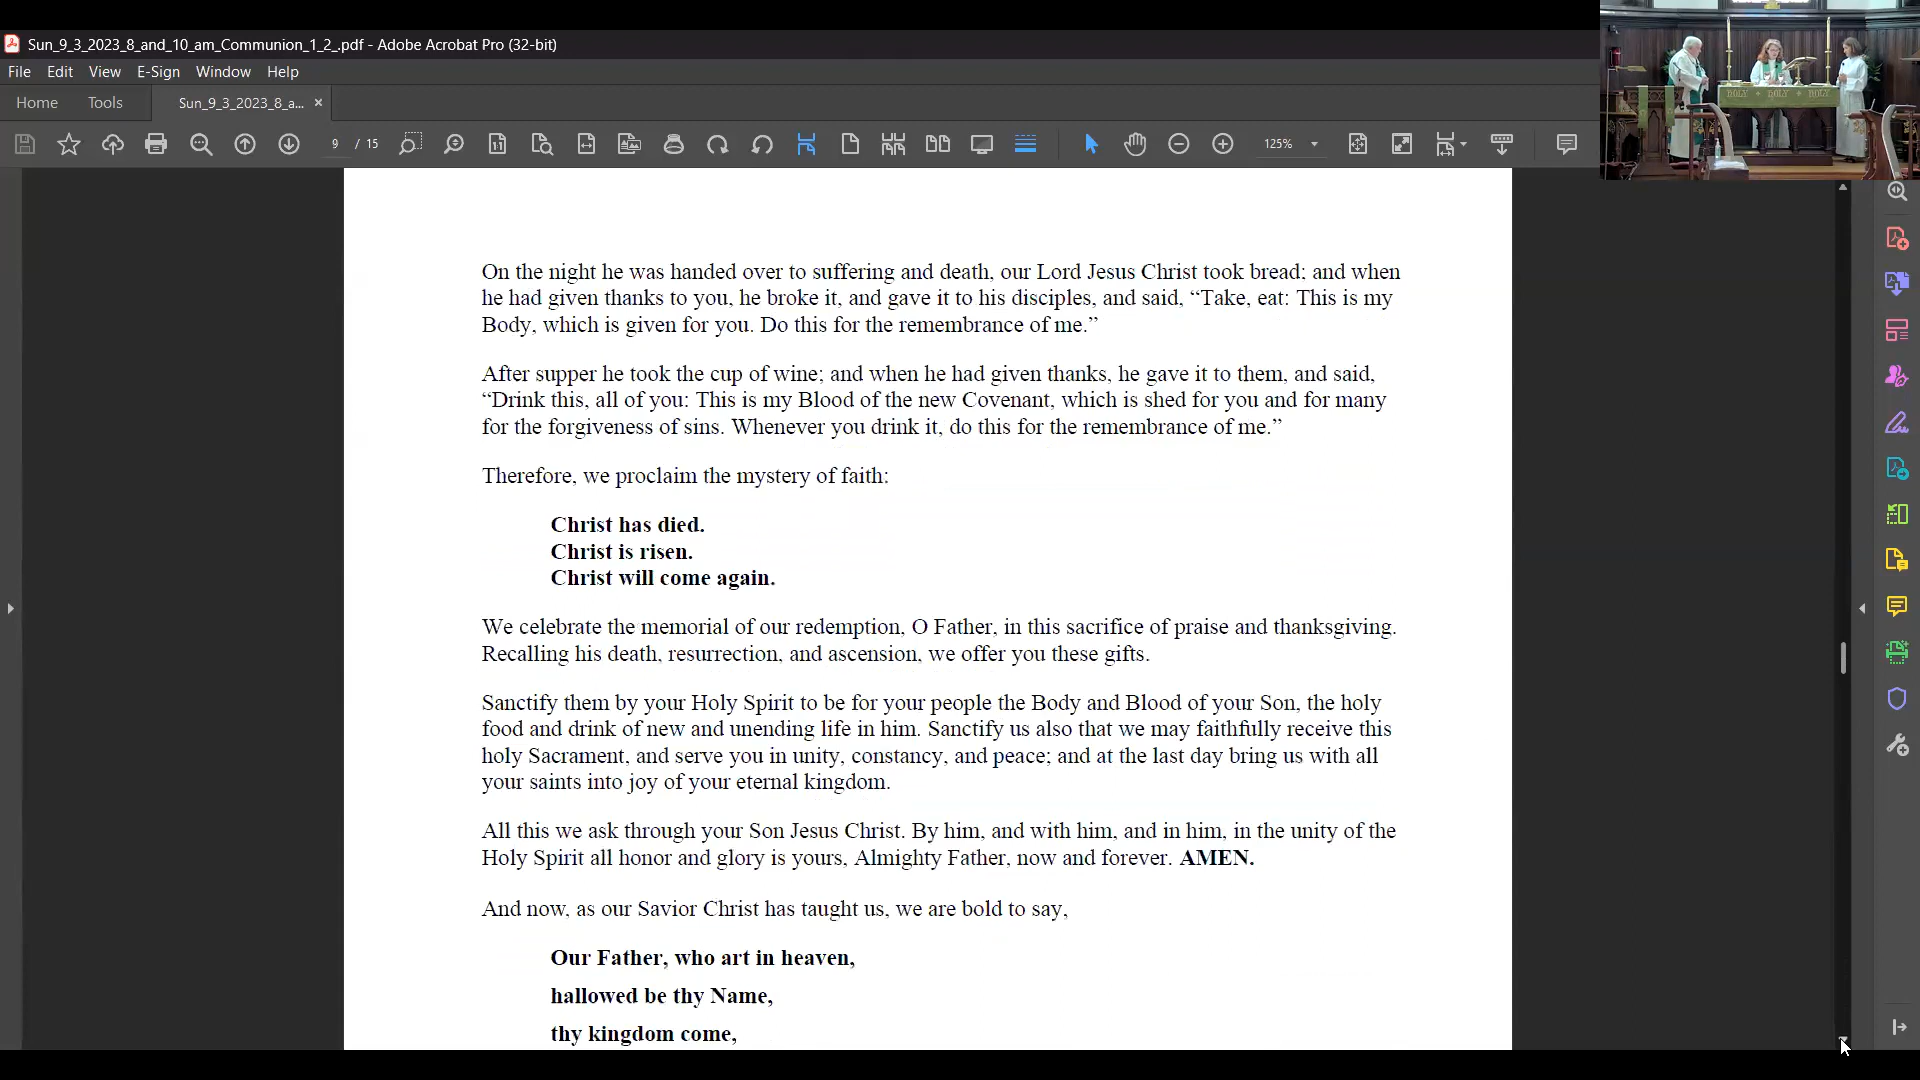 Sun_9_3_2023_8_and_10_am_Communion_1_2_.pdf - Adobe Acrobat Pro (32-bit)
File Edit View E-Sign Window Help
Home Tools Sun_9_3_2023_8_a... ×
9 / 15 125%
HOLY HOLY HOLY
On the night he was handed over to suffering and death, our Lord Jesus Christ took bread; and when
he had given thanks to you, he broke it, and gave it to his disciples, and said, “Take, eat: This is my
Body, which is given for you. Do this for the remembrance of me.”
After supper he took the cup of wine; and when he had given thanks, he gave it to them, and said,
“Drink this, all of you: This is my Blood of the new Covenant, which is shed for you and for many
for the forgiveness of sins. Whenever you drink it, do this for the remembrance of me.”
Therefore, we proclaim the mystery of faith:
Christ has died.
Christ is risen.
Christ will come again.
We celebrate the memorial of our redemption, O Father, in this sacrifice of praise and thanksgiving.
Recalling his death, resurrection, and ascension, we offer you these gifts.
Sanctify them by your Holy Spirit to be for your people the Body and Blood of your Son, the holy
food and drink of new and unending life in him. Sanctify us also that we may faithfully receive this
holy Sacrament, and serve you in unity, constancy, and peace; and at the last day bring us with all
your saints into joy of your eternal kingdom.
All this we ask through your Son Jesus Christ. By him, and with him, and in him, in the unity of the
Holy Spirit all honor and glory is yours, Almighty Father, now and forever. AMEN.
And now, as our Savior Christ has taught us, we are bold to say,
Our Father, who art in heaven,
hallowed be thy Name,
thy kingdom come,